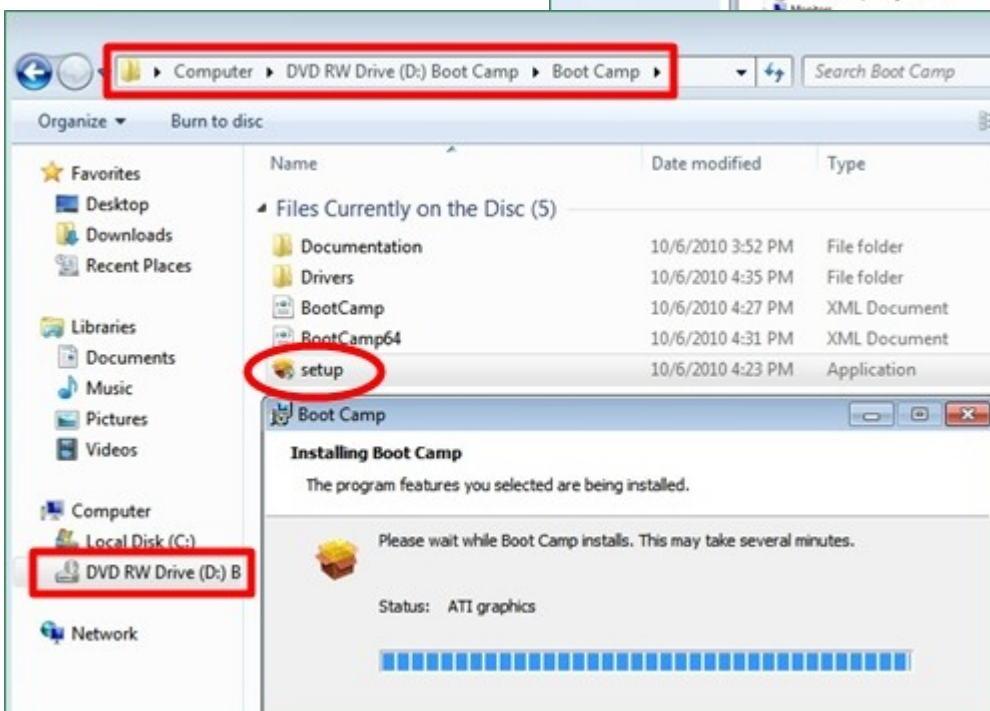 Computer ▸ DVD RW Drive (D:) Boot Camp ▸ Boot Camp ▸
Search Boot Camp
Organize Burn to disc
Name Date modified Type
Favorites
Desktop
Downloads
Recent Places
Libraries
Documents
Music
Pictures
Videos
Computer
Local Disk (C:)
DVD RW Drive (D:) B
Network
Files Currently on the Disc (5)
Documentation 10/6/2010 3:52 PM File folder
Drivers 10/6/2010 4:35 PM File folder
BootCamp 10/6/2010 4:27 PM XML Document
BootCamp64 10/6/2010 4:31 PM XML Document
setup 10/6/2010 4:23 PM Application
Boot Camp
Installing Boot Camp
The program features you selected are being installed.
Please wait while Boot Camp installs. This may take several minutes.
Status: ATI graphics